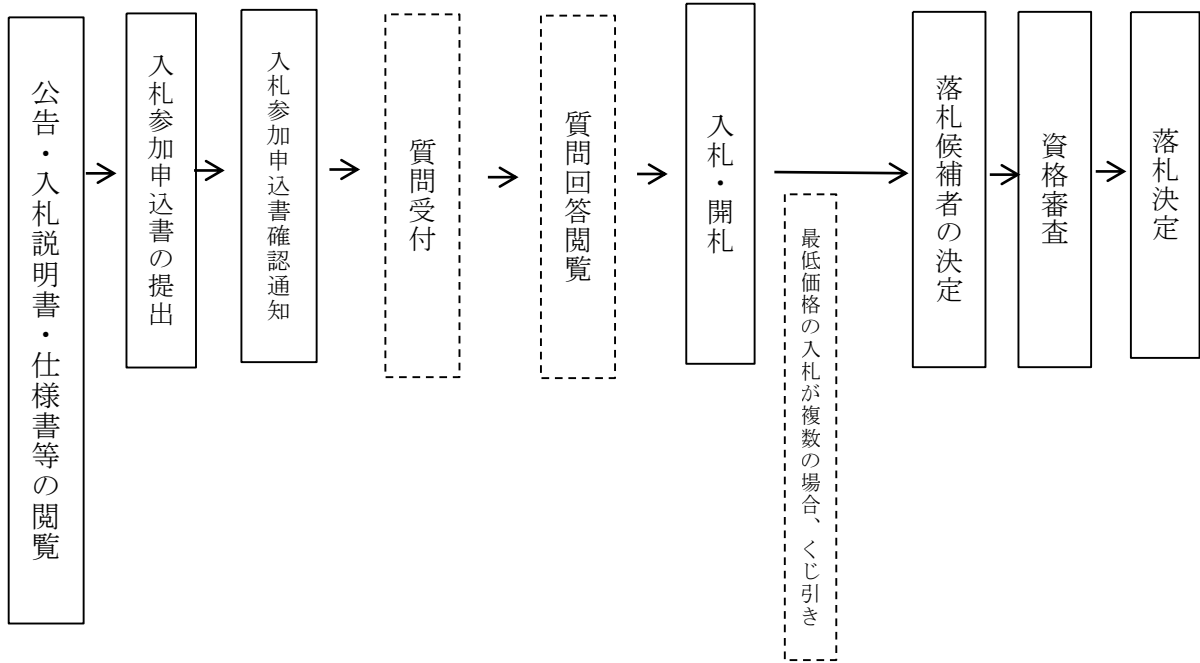 公告・入札説明書・仕様書等の閲覧
入札参加申込書の提出
入札参加申込書確認通知
質問受付
質問回答閲覧
入札・開札
最低価格の入札が複数の場合、くじ引き
落札候補者の決定
資格審査
落札決定